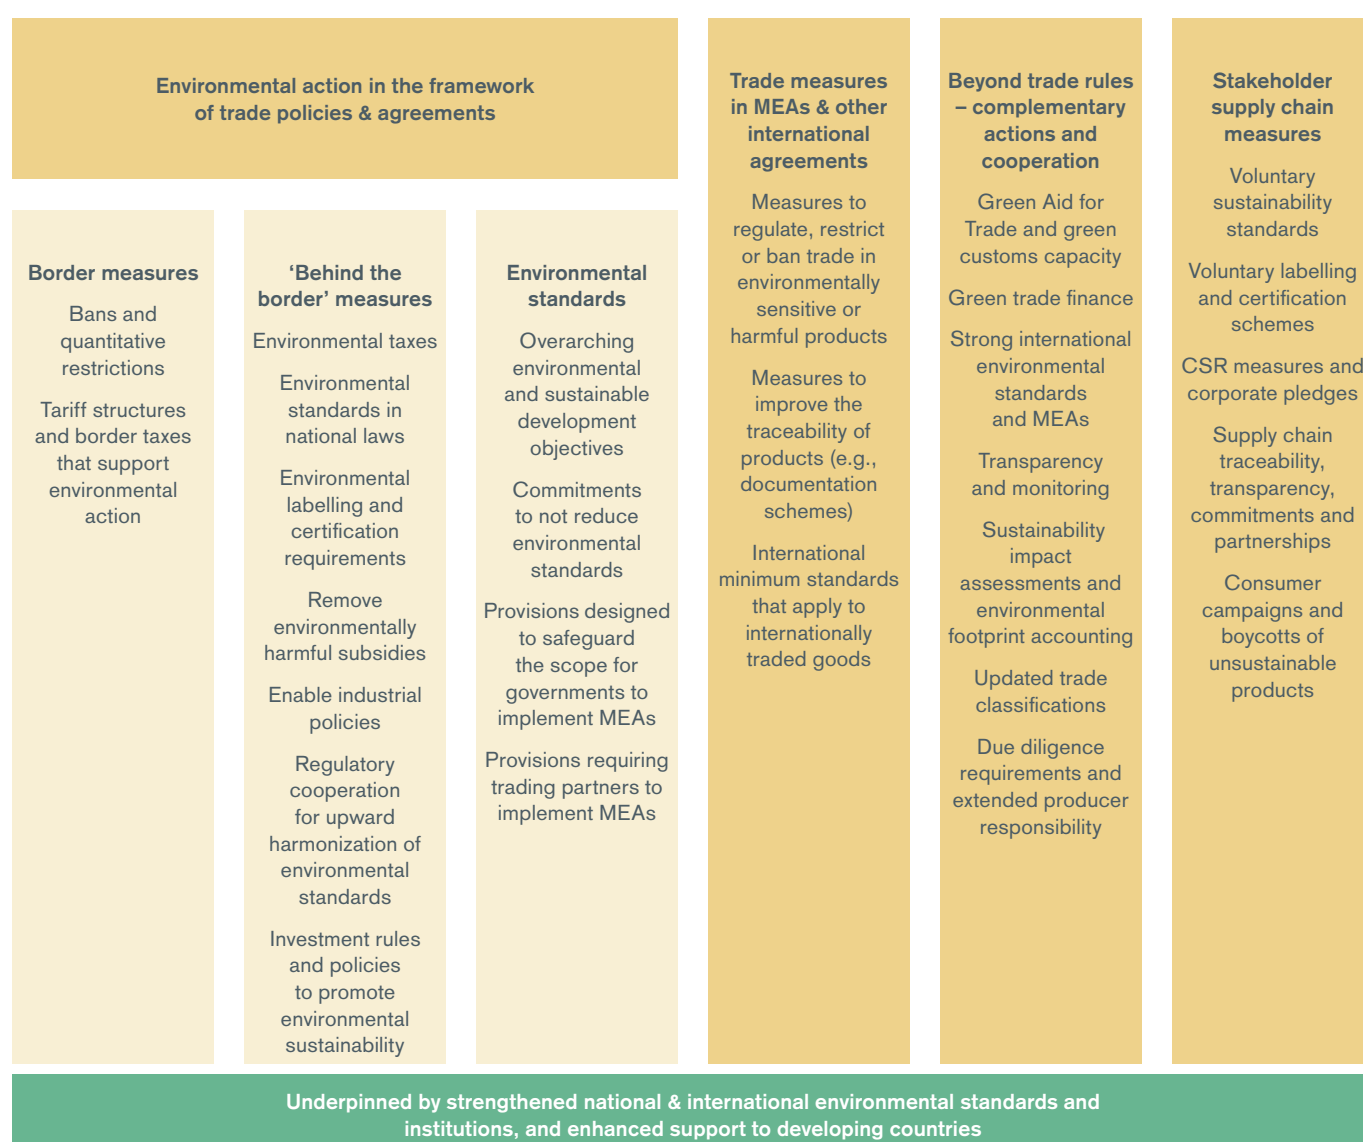 Environmental action in the framework
of trade policies & agreements
Border measures
Bans and
quantitative
restrictions
Tariff structures
and border taxes
that support
environmental
action
‘Behind the
border’ measures
Environmental taxes
Environmental
standards in
national laws
Environmental
labelling and
certification
requirements
Remove
environmentally
harmful subsidies
Enable industrial
policies
Regulatory
cooperation
for upward
harmonization of
environmental
standards
Investment rules
and policies
to promote
environmental
sustainability
Environmental
standards
Overarching
environmental
and sustainable
development
objectives
Commitments
to not reduce
environmental
standards
Provisions designed
to safeguard
the scope for
governments to
implement MEAs
Provisions requiring
trading partners to
implement MEAs
Trade measures
in MEAs & other
international
agreements
Measures to
regulate, restrict
or ban trade in
environmentally
sensitive or
harmful products
Measures to
improve the
traceability of
products (e.g.,
documentation
schemes)
International
minimum standards
that apply to
internationally
traded goods
Beyond trade rules
– complementary
actions and
cooperation
Green Aid for
Trade and green
customs capacity
Green trade finance
Strong international
environmental
standards
and MEAs
Transparency
and monitoring
Sustainability
impact
assessments and
environmental
footprint accounting
Updated trade
classifications
Due diligence
requirements and
extended producer
responsibility
Stakeholder
supply chain
measures
Voluntary
sustainability
standards
Voluntary labelling
and certification
schemes
CSR measures and
corporate pledges
Supply chain
traceability,
transparency,
commitments and
partnerships
Consumer
campaigns and
boycotts of
unsustainable
products
Underpinned by strengthened national & international environmental standards and
institutions, and enhanced support to developing countries